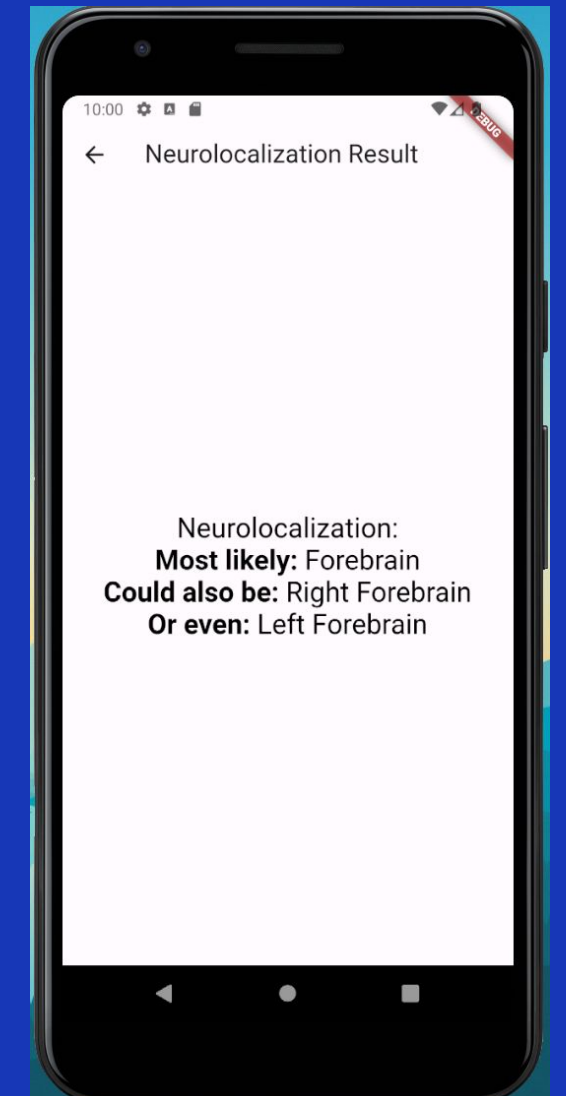 10:00
DEBUG
Neurolocalization Result
Neurolocalization:
Most likely: Forebrain
Could also be: Right Forebrain
Or even: Left Forebrain